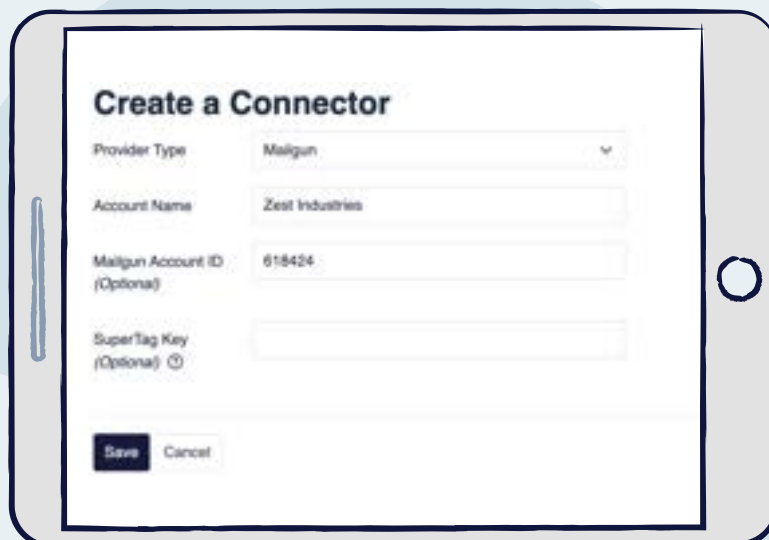 Create a Connector
Provider Type
Mailgun
Account Name
Zest Industries
Mailgun Account ID
(Optional)
618424
SuperTag Key
(Optional)
Save
Cancel